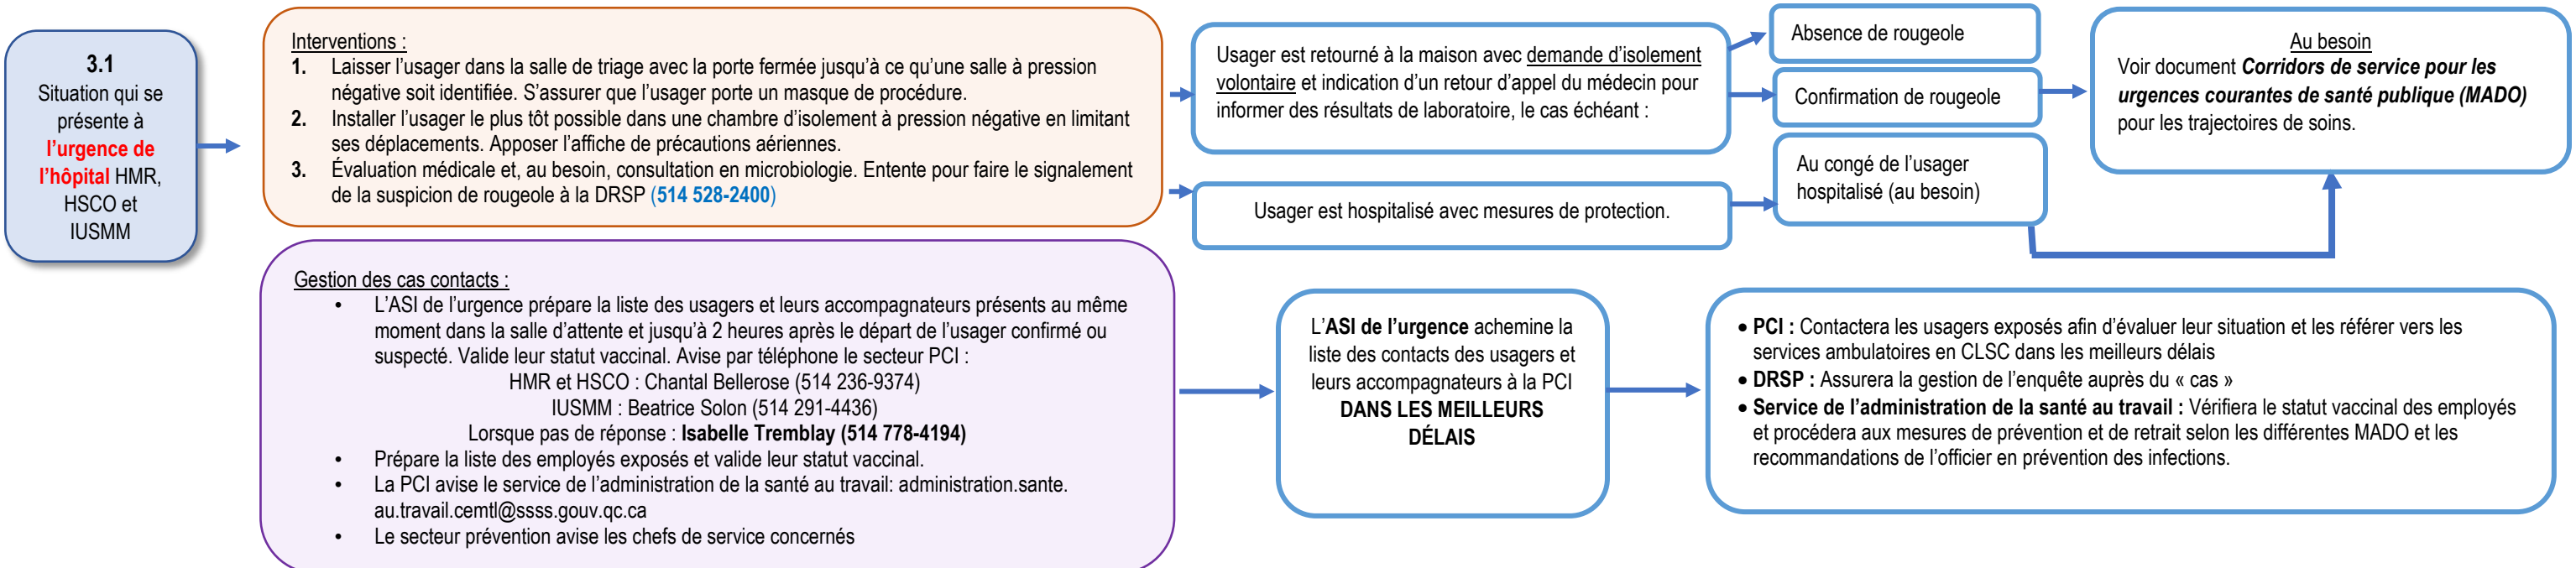 3.1
Situation qui se
présente à
l’urgence de
l’hôpital HMR,
HSCO et
IUSMM
Interventions :
1. Laisser l’usager dans la salle de triage avec la porte fermée jusqu’à ce qu’une salle à pression
négative soit identifiée. S’assurer que l’usager porte un masque de procédure.
2. Installer l’usager le plus tôt possible dans une chambre d’isolement à pression négative en limitant
ses déplacements. Apposer l’affiche de précautions aériennes.
3. Évaluation médicale et, au besoin, consultation en microbiologie. Entente pour faire le signalement
de la suspicion de rougeole à la DRSP (514 528-2400)
Usager est retourné à la maison avec demande d’isolement
volontaire et indication d’un retour d’appel du médecin pour
informer des résultats de laboratoire, le cas échéant :
Usager est hospitalisé avec mesures de protection.
Absence de rougeole
Confirmation de rougeole
Au congé de l’usager
hospitalisé (au besoin)
Au besoin
Voir document Corridors de service pour les
urgences courantes de santé publique (MADO)
pour les trajectoires de soins.
Gestion des cas contacts :
• L’ASI de l’urgence prépare la liste des usagers et leurs accompagnateurs présents au même
moment dans la salle d’attente et jusqu’à 2 heures après le départ de l’usager confirmé ou
suspecté. Valide leur statut vaccinal. Avise par téléphone le secteur PCI :
HMR et HSCO : Chantal Bellerose (514 236-9374)
IUSMM : Beatrice Solon (514 291-4436)
Lorsque pas de réponse : Isabelle Tremblay (514 778-4194)
• Prépare la liste des employés exposés et valide leur statut vaccinal.
• La PCI avise le service de l’administration de la santé au travail: administration.sante.
au.travail.cemtl@ssss.gouv.qc.ca
• Le secteur prévention avise les chefs de service concernés
L’ASI de l’urgence achemine la
liste des contacts des usagers et
leurs accompagnateurs à la PCI
DANS LES MEILLEURS
DÉLAIS
• PCI : Contactera les usagers exposés afin d’évaluer leur situation et les référer vers les
services ambulatoires en CLSC dans les meilleurs délais
• DRSP : Assurera la gestion de l’enquête auprès du « cas »
• Service de l’administration de la santé au travail : Vérifiera le statut vaccinal des employés
et procédera aux mesures de prévention et de retrait selon les différentes MADO et les
recommandations de l’officier en prévention des infections.